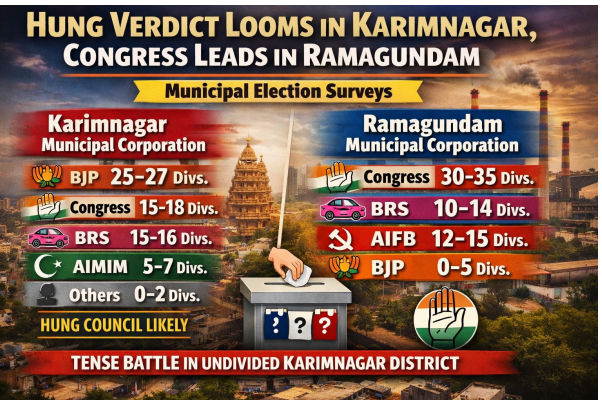 Hung Verdict Looms in Karimnagar,
Congress Leads in Ramagundam
Municipal Election Surveys
Karimnagar
Municipal Corporation
BJP 25-27 Divs.
Congress 15-18 Divs.
BRS 15-16 Divs.
AIMIM 5-7 Divs.
Others 0-2 Divs.
HUNG COUNCIL LIKELY
Ramagundam
Municipal Corporation
Congress 30-35 Divs.
BRS 10-14 Divs.
AIFB 12-15 Divs.
BJP 0-5 Divs.
? ? ?
TENSE BATTLE IN UNDIVIDED KARIMNAGAR DISTRICT